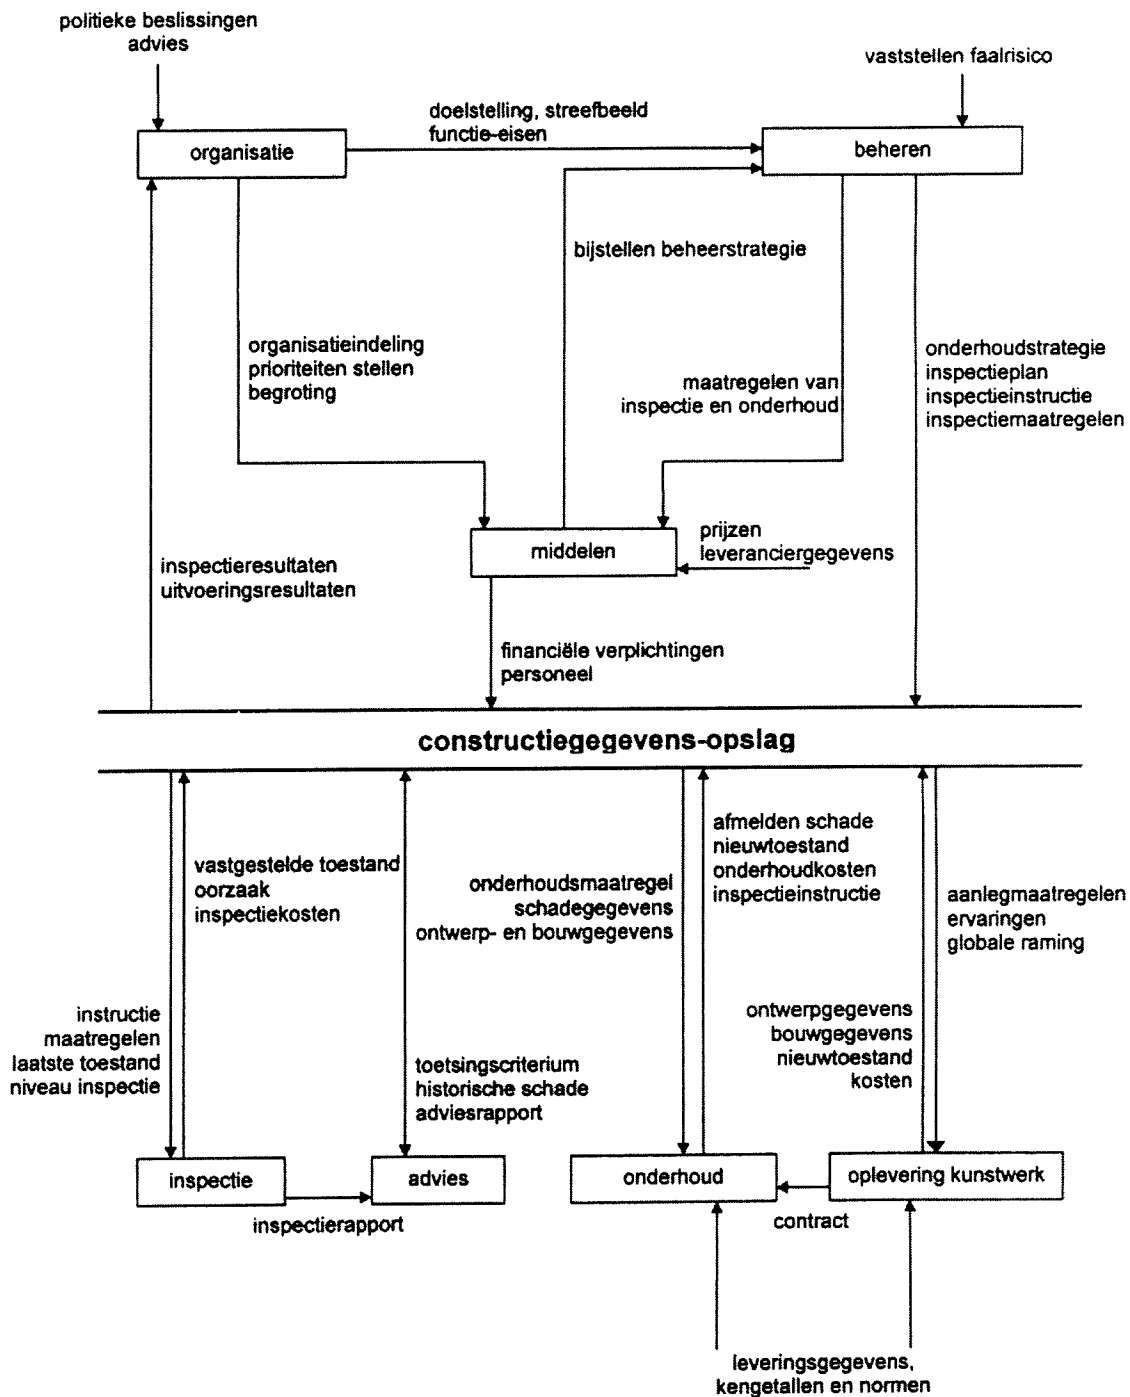 politieke beslissingen
advies
vaststellen faalrisico
doelstelling, streefbeeld
functie-eisen
organisatie
beheren
bijstellen beheerstrategie
organisatieindeling
prioriteiten stellen
begroting
maatregelen van
inspectie en onderhoud
onderhoudstrategie
inspectieplan
inspectieinstructie
inspectiemaatregelen
middelen
prijzen
leveranciergegevens
inspectieresultaten
uitvoeringsresultaten
financiële verplichtingen
personeel
constructiegegevens-opslag
vastgestelde toestand
oorzaak
inspectiekosten
onderhoudsmaatregel
schadegegevens
ontwerp- en bouwgegevens
afmelden schade
nieuwtoestand
onderhoudkosten
inspectieinstructie
aanlegmaatregelen
ervaringen
globale raming
instructie
maatregelen
laatste toestand
niveau inspectie
toetsingscriterium
historische schade
adviesrapport
ontwerpgegevens
bouwgegevens
nieuwtoestand
kosten
inspectie
advies
onderhoud
oplevering kunstwerk
inspectierapport
contract
leveringsgegevens,
kengetallen en normen